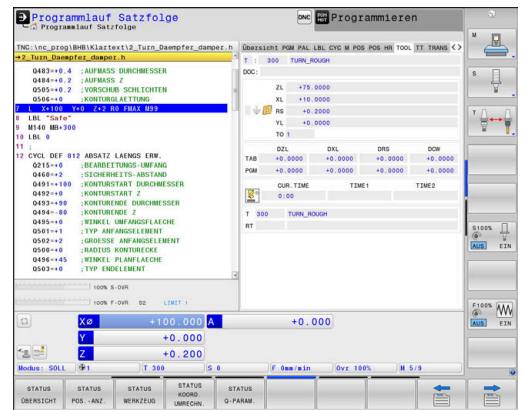 Programmlauf Satzfolge
Programmlauf Satzfolge
DNC
Programmieren
TNC:\nc_prog\BHB\Klartext\2_Turn_Daempfer_damper.h
→2_Turn_Daempfer_damper.h
Q483=+0.4 ;AUFMASS DURCHMESSER
Q484=+0.2 ;AUFMASS Z
Q505=+0.2 ;VORSCHUB SCHLICHTEN
Q506=+0 ;KONTURGLAETTUNG
7 L X+100 Y+0 Z+2 R0 FMAX M99
8 LBL "Safe"
9 M140 MB+300
10 LBL 0
11 ;
12 CYCL DEF 812 ABSATZ LAENGS ERW.
Q215=+0 ;BEARBEITUNGS-UMFANG
Q460=+2 ;SICHERHEITS-ABSTAND
Q491=+100 ;KONTURSTART DURCHMESSER
Q492=+0 ;KONTURSTART Z
Q493=+90 ;KONTURENDE DURCHMESSER
Q494=-80 ;KONTURENDE Z
Q495=+0 ;WINKEL UMFANGSFLAECHE
Q501=+1 ;TYP ANFANGSELEMENT
Q502=+2 ;GROESSE ANFANGSELEMENT
Q500=+0 ;RADIUS KONTURECKE
Q496=+45 ;WINKEL PLANFLAECHE
Q503=+0 ;TYP ENDELEMENT
100% S-OVR
100% F-OVR S2 LIMIT 1
Übersicht PGM PAL LBL CYC M POS POS HR TOOL TT TRANS
T : 300 TURN_ROUGH
DOC:
ZL +75.0000
XL +10.0000
RS +0.2000
YL +0.0000
TO 1
DZL DXL DRS DCW
TAB +0.0000 +0.0000 +0.0000 +0.0000
PGM +0.0000 +0.0000 +0.0000 +0.0000
CUR.TIME TIME1 TIME2
0:00
T 300 TURN_ROUGH
RT
XØ +100.000 A +0.000
Y +0.000
Z +0.200
Modus: SOLL 1 T 300 S 0 F 0mm/min Ovr 100% M 5/9
STATUS ÜBERSICHT
STATUS POS.-ANZ.
STATUS WERKZEUG
STATUS KOORD. UMRECHN.
STATUS Q-PARAM.
M
S
T
S100%
AUS EIN
F100%
AUS EIN